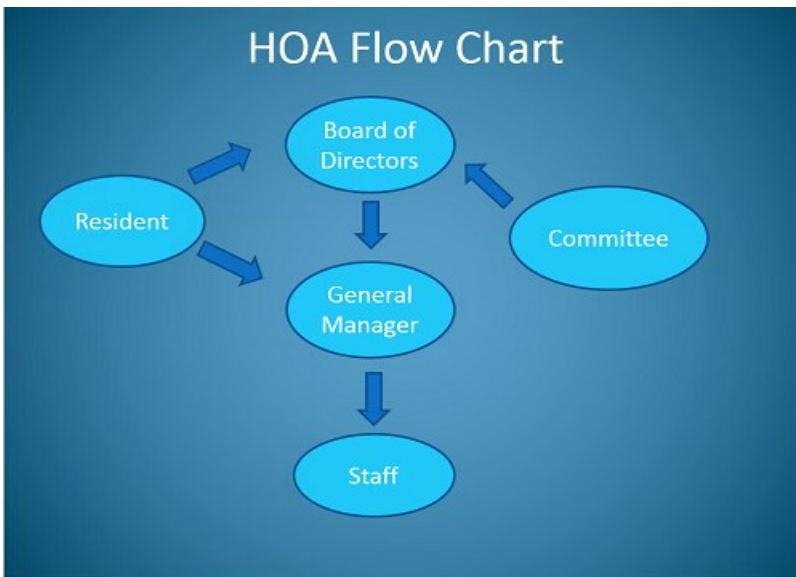 HOA Flow Chart
Board of
Directors
Resident
Committee
General
Manager
Staff